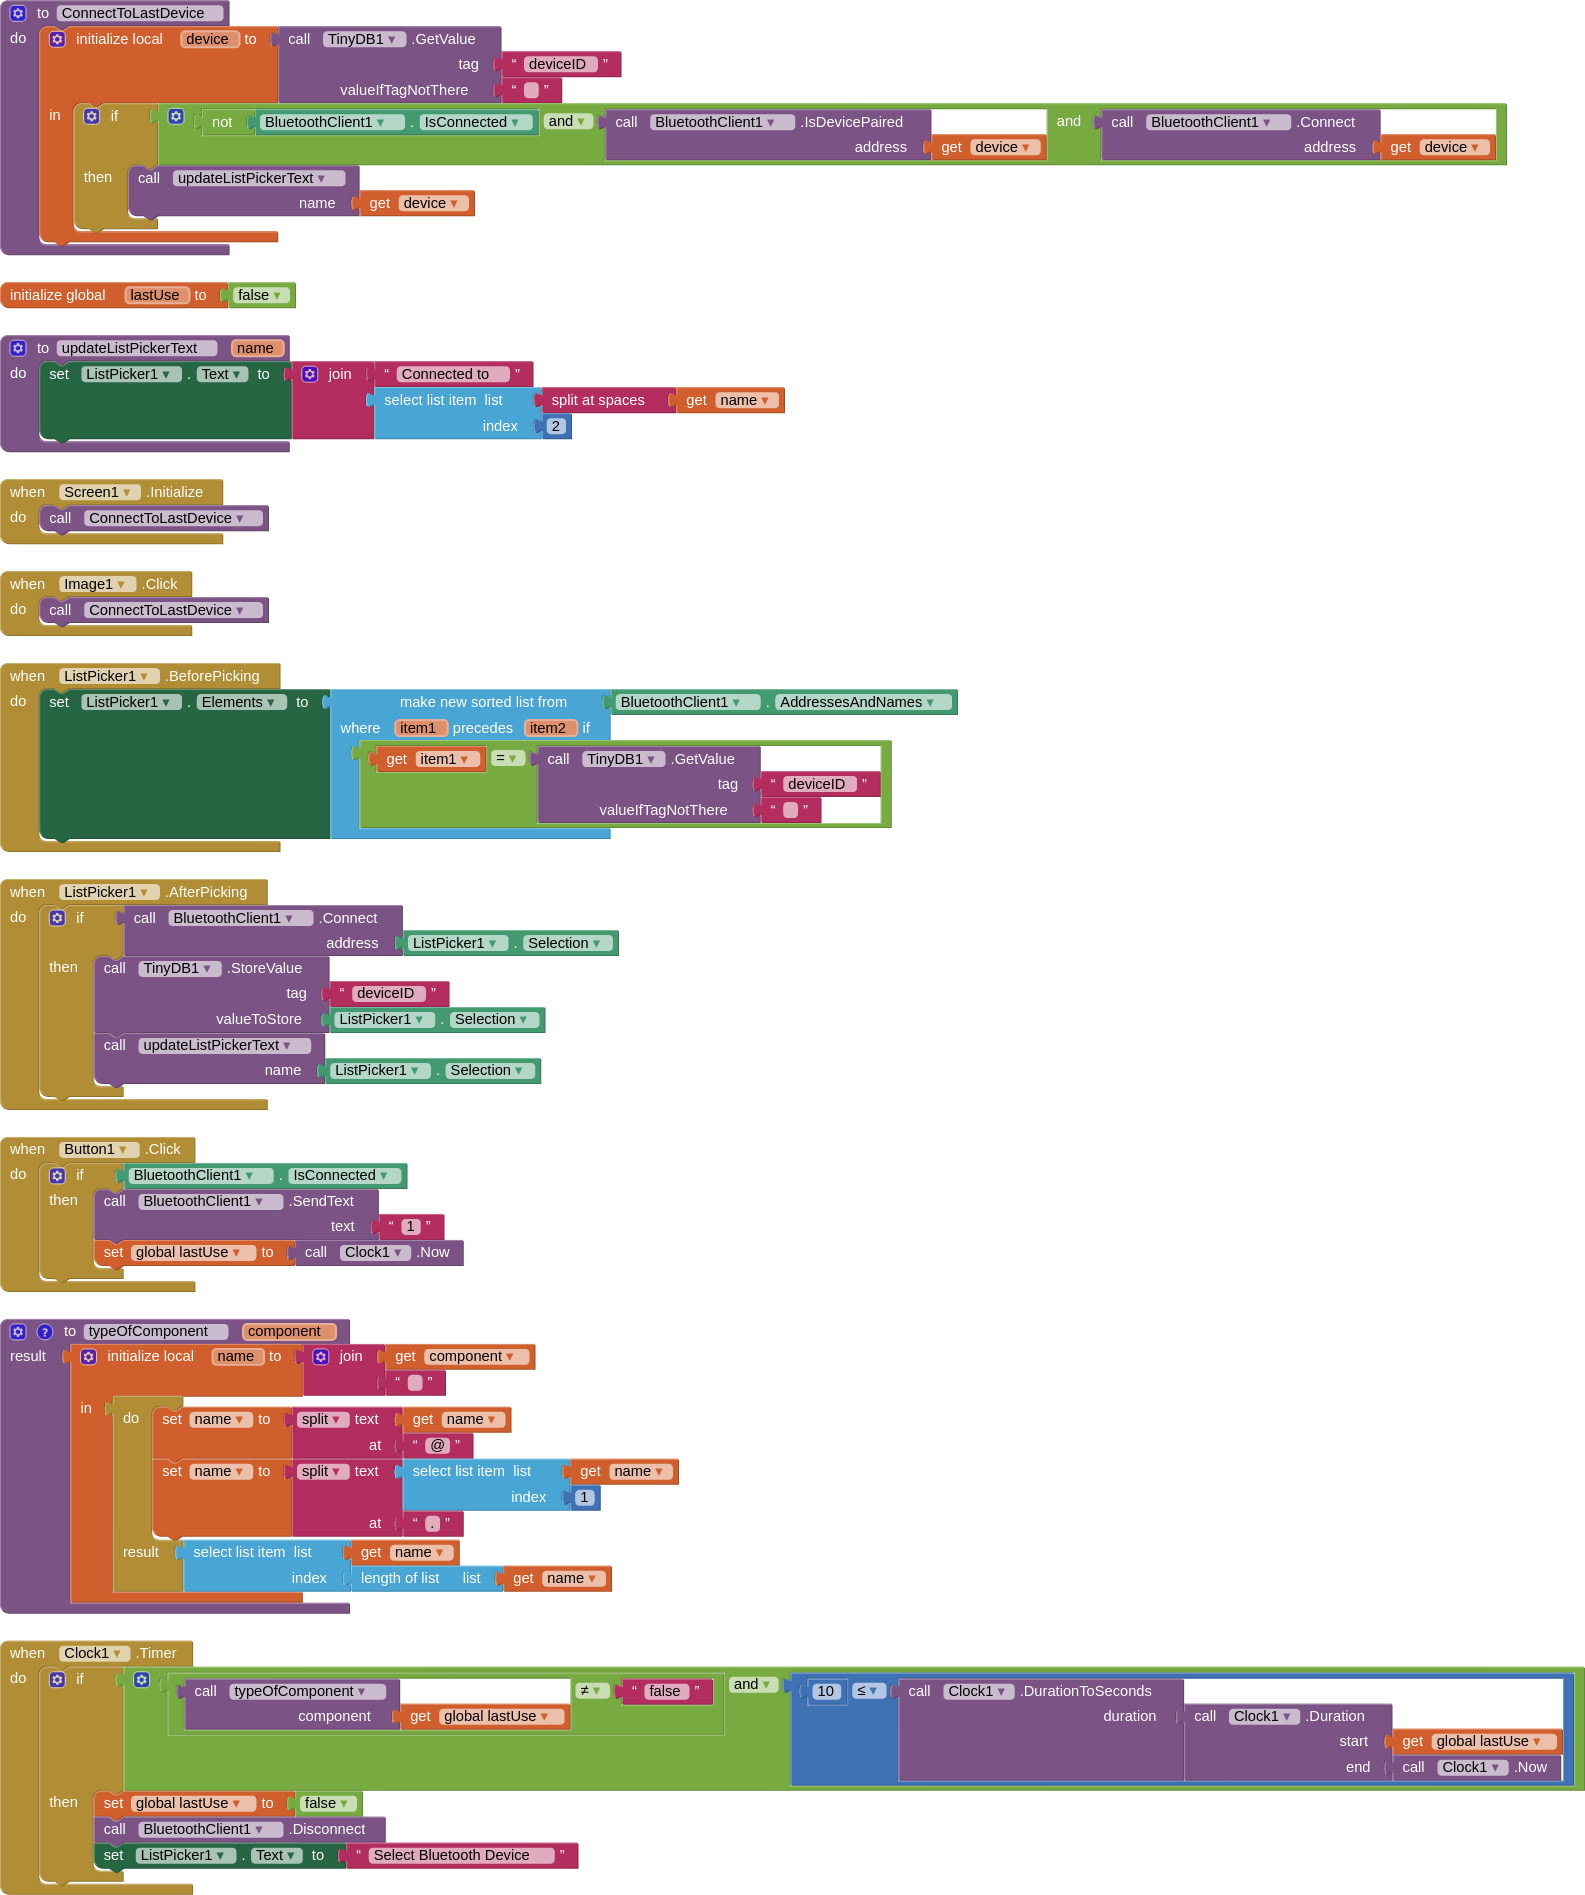 to ConnectToLastDevice
do initialize local device to call TinyDB1 .GetValue
tag “ deviceID ”
valueIfTagNotThere “ ”
in if not BluetoothClient1 . IsConnected and call BluetoothClient1 .IsDevicePaired and call BluetoothClient1 .Connect
address get device address get device
then call updateListPickerText
name get device
initialize global lastUse to false
to updateListPickerText name
do set ListPicker1 . Text to join “ Connected to ”
select list item list split at spaces get name
index 2
when Screen1 .Initialize
do call ConnectToLastDevice
when Image1 .Click
do call ConnectToLastDevice
when ListPicker1 .BeforePicking
do set ListPicker1 . Elements to make new sorted list from BluetoothClient1 . AddressesAndNames
where item1 precedes item2 if
get item1 = call TinyDB1 .GetValue
tag “ deviceID ”
valueIfTagNotThere “ ”
when ListPicker1 .AfterPicking
do if call BluetoothClient1 .Connect
address ListPicker1 . Selection
then call TinyDB1 .StoreValue
tag “ deviceID ”
valueToStore ListPicker1 . Selection
call updateListPickerText
name ListPicker1 . Selection
when Button1 .Click
do if BluetoothClient1 . IsConnected
then call BluetoothClient1 .SendText
text “ 1 ”
set global lastUse to call Clock1 .Now
? to typeOfComponent component
result initialize local name to join get component
“ ”
in do set name to split text get name
at “ @ ”
set name to split text select list item list get name
index 1
at “ . ”
result select list item list get name
index length of list list get name
when Clock1 .Timer
do if call typeOfComponent ≠ “ false ” and 10 ≤ call Clock1 .DurationToSeconds
component get global lastUse duration call Clock1 .Duration
start get global lastUse
end call Clock1 .Now
then set global lastUse to false
call BluetoothClient1 .Disconnect
set ListPicker1 . Text to “ Select Bluetooth Device ”